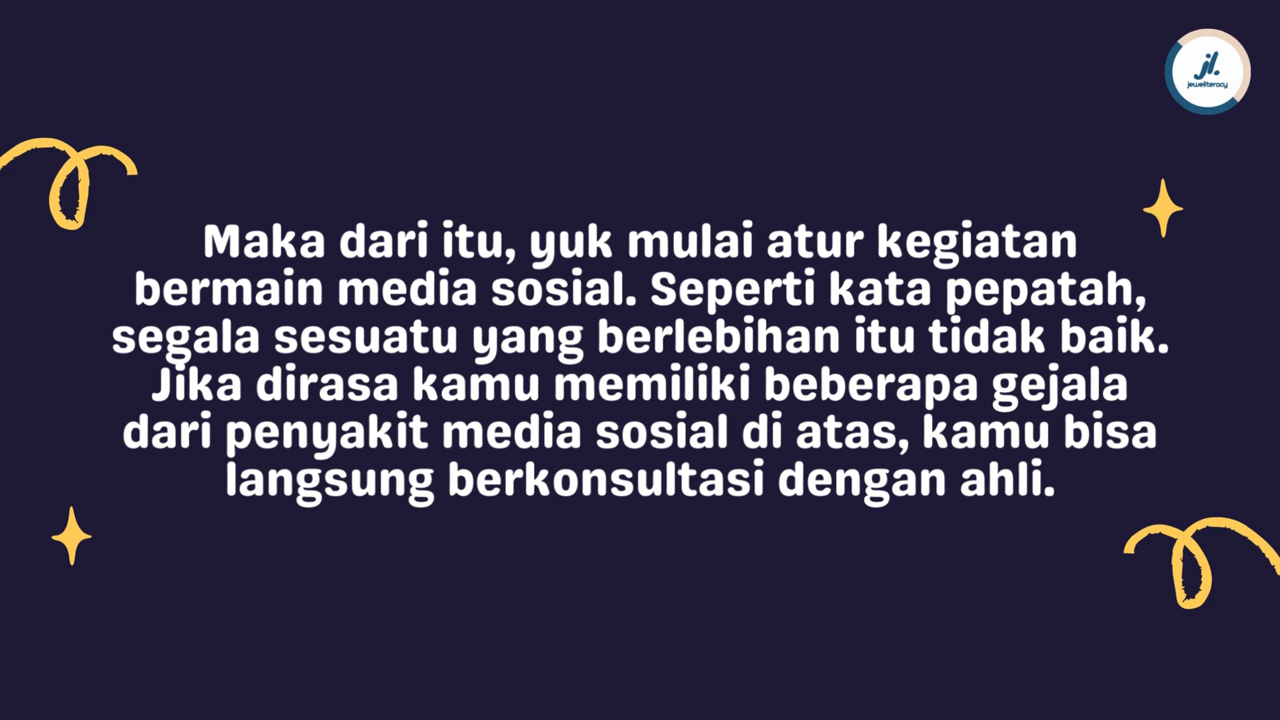 jl.
jeweliteracy
Maka dari itu, yuk mulai atur kegiatan
bermain media sosial. Seperti kata pepatah,
segala sesuatu yang berlebihan itu tidak baik.
Jika dirasa kamu memiliki beberapa gejala
dari penyakit media sosial di atas, kamu bisa
langsung berkonsultasi dengan ahli.